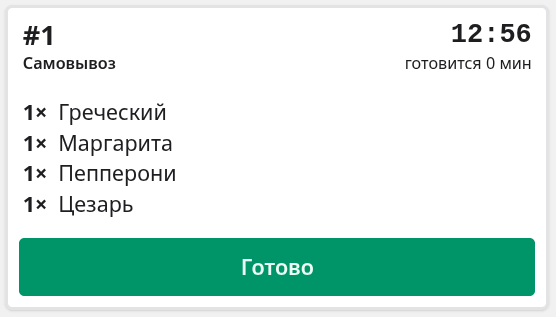 #1
12:56
Самовывоз
готовится 0 мин
1× Греческий
1× Маргарита
1× Пепперони
1× Цезарь
Готово